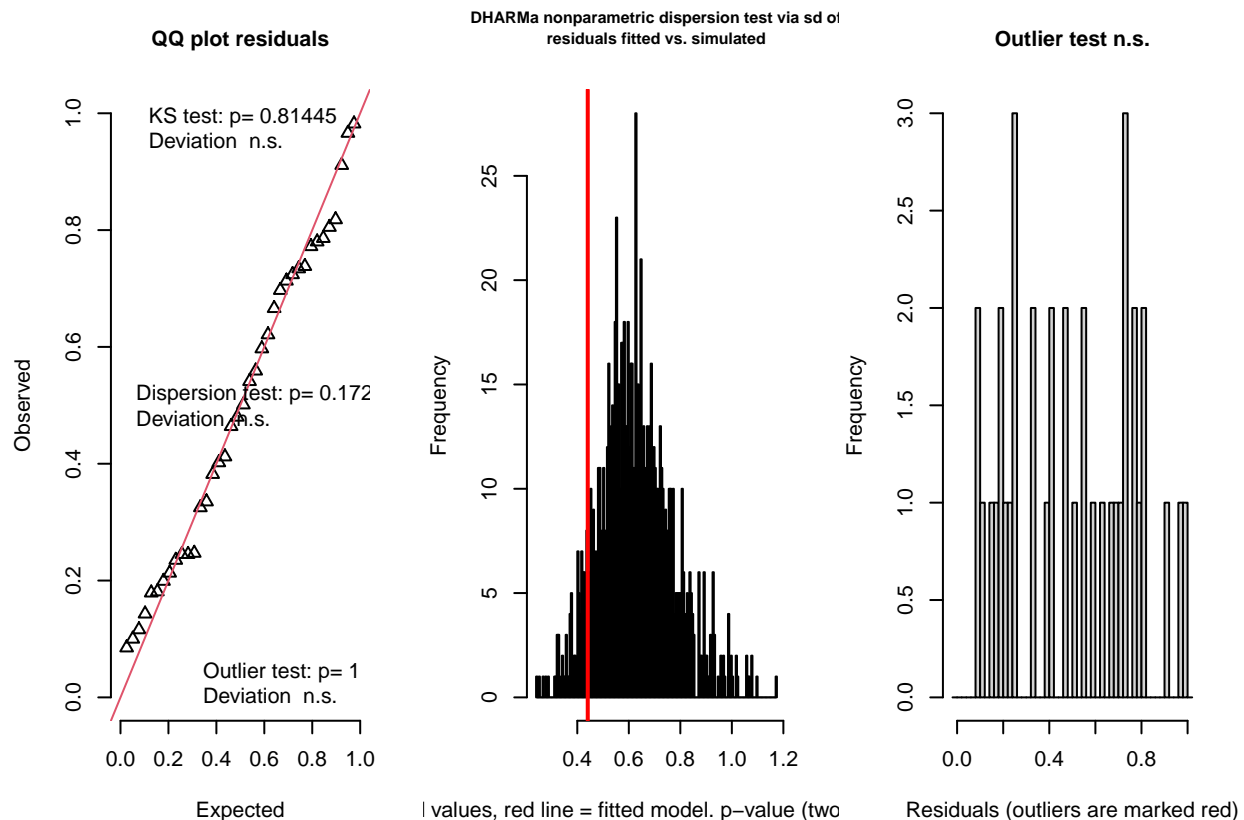 QQ plot residuals
KS test: p= 0.81445
Deviation n.s.
Dispersion test: p= 0.172
Deviation n.s.
Outlier test: p= 1
Deviation n.s.
Observed
0.0
0.2
0.4
0.6
0.8
1.0
0.0 0.2 0.4 0.6 0.8 1.0
Expected
DHARMa nonparametric dispersion test via sd of
residuals fitted vs. simulated
Frequency
0
5
10
15
20
25
0.4 0.6 0.8 1.0 1.2
values, red line = fitted model. p−value (two
Outlier test n.s.
Frequency
0.0
0.5
1.0
1.5
2.0
2.5
3.0
0.0 0.4 0.8
Residuals (outliers are marked red)